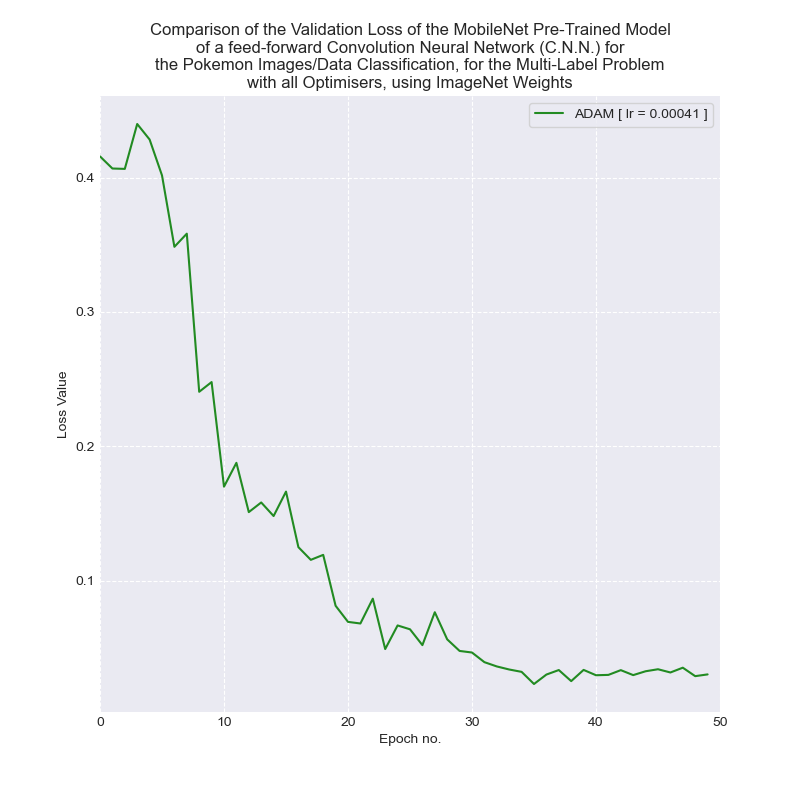 Comparison of the Validation Loss of the MobileNet Pre-Trained Model
of a feed-forward Convolution Neural Network (C.N.N.) for
the Pokemon Images/Data Classification, for the Multi-Label Problem
with all Optimisers, using ImageNet Weights
ADAM [ lr = 0.00041 ]
0.4
0.3
0.2
0.1
Loss Value
0 10 20 30 40 50
Epoch no.